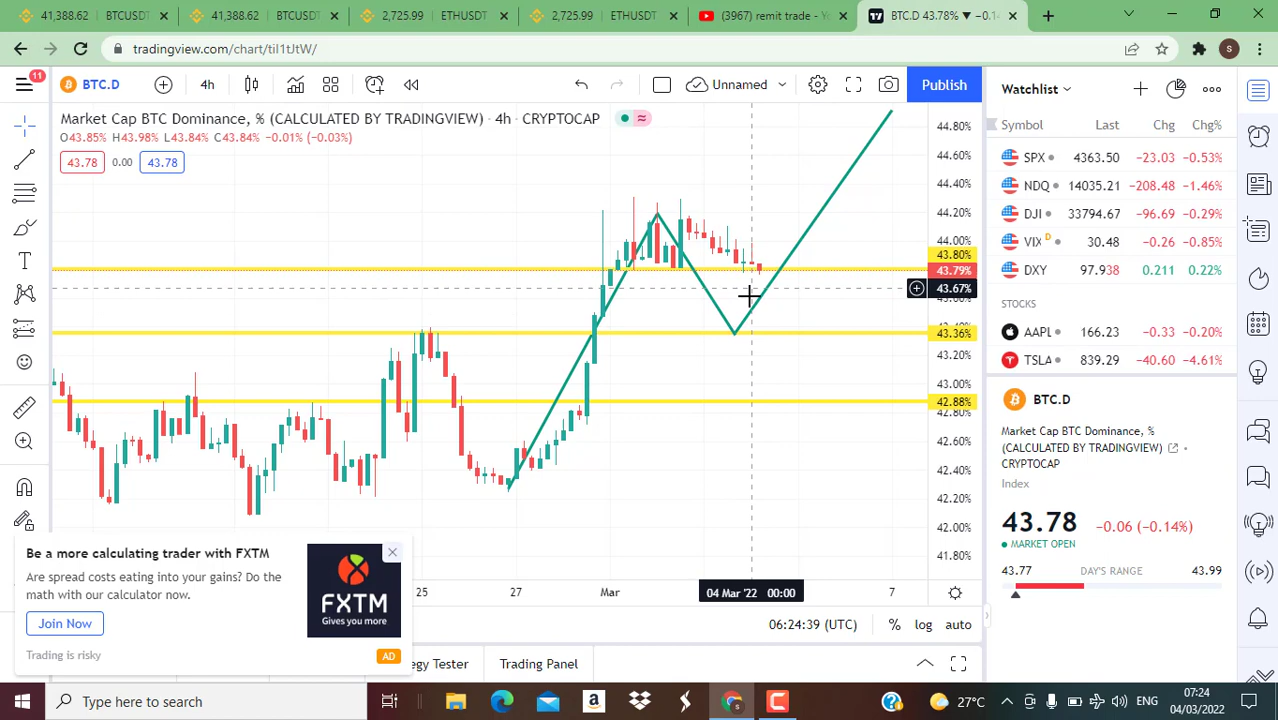 41,388.62 BTCUSDT
41,388.62 BTCUSDT
2,725.99 ETHUSDT
2,725.99 ETHUSDT
(3967) remit trade - Yo
BTC.D 43.78% ▼ −0.1
tradingview.com/chart/til1tJtW/
S
11
BTC.D
4h
Unnamed
Publish
Market Cap BTC Dominance, % (CALCULATED BY TRADINGVIEW) · 4h · CRYPTOCAP
O43.85% H43.98% L43.84% C43.84% −0.01% (−0.03%)
43.78 0.00 43.78
44.80%
44.60%
44.40%
44.20%
44.00%
43.80%
43.79%
43.67%
43.36%
43.20%
43.00%
42.88%
42.80%
42.60%
42.40%
42.20%
42.00%
41.80%
25
27
Mar
04 Mar '22 00:00
7
06:24:39 (UTC)
%
log
auto
egy Tester
Trading Panel
Be a more calculating trader with FXTM
Are spread costs eating into your gains? Do the
math with our calculator now.
Join Now
Trading is risky
AD
FXTM
Gives you more
Watchlist
Symbol Last Chg Chg%
SPX 4363.50 −23.03 −0.53%
NDQ 14035.21 −208.48 −1.46%
DJI 33794.67 −96.69 −0.29%
VIX D 30.48 −0.26 −0.85%
DXY 97.938 0.211 0.22%
STOCKS
AAPL 166.23 −0.33 −0.20%
TSLA 839.29 −40.60 −4.61%
BTC.D
Market Cap BTC Dominance, %
(CALCULATED BY TRADINGVIEW) •
CRYPTOCAP
Index
43.78 −0.06 (−0.14%)
MARKET OPEN
43.77 DAY'S RANGE 43.99
Type here to search
27°C
ENG
07:24
04/03/2022